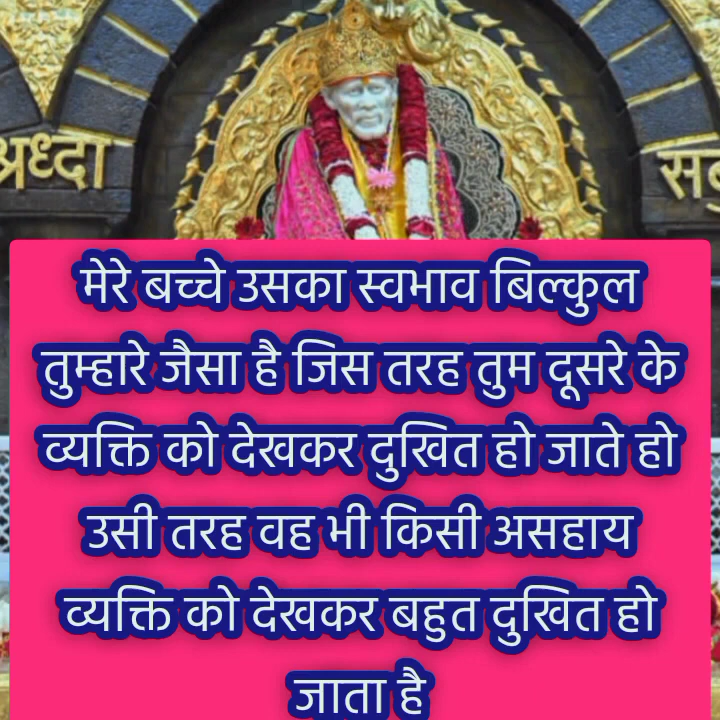 श्रध्दा
मेरे बच्चे उसका स्वभाव बिल्कुल
तुम्हारे जैसा है जिस तरह तुम दूसरे के
व्यक्ति को देखकर दुखित हो जाते हो
उसी तरह वह भी किसी असहाय
व्यक्ति को देखकर बहुत दुखित हो
जाता है